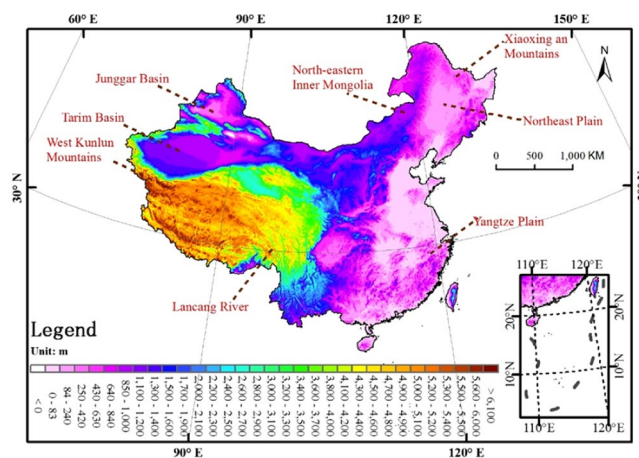 60° E
90° E
120° E
150° E
Xiaoxing an
Mountains
N
Junggar Basin
North-eastern
Inner Mongolia
Tarim Basin
Northeast Plain
West Kunlun
Mountains
0 500 1,000 KM
30° N
30° N
Yangtze Plain
Lancang River
110°E 120°E
20°N
20°N
10°N
10°N
110°E 120°E
Legend
Unit: m
< 0
0 - 83
84 - 240
250 - 420
430 - 630
640 - 840
850 - 1,000
1,100 - 1,200
1,300 - 1,400
1,500 - 1,600
1,700 - 1,900
2,000 - 2,100
2,200 - 2,300
2,400 - 2,500
2,600 - 2,700
2,800 - 2,900
3,000 - 3,100
3,200 - 3,300
3,400 - 3,500
3,600 - 3,700
3,800 - 4,000
4,100 - 4,200
4,300 - 4,400
4,500 - 4,600
4,700 - 4,800
4,900 - 5,000
5,100 - 5,200
5,300 - 5,400
5,500 - 5,500
5,600 - 6,000
> 6,100
90° E
120° E